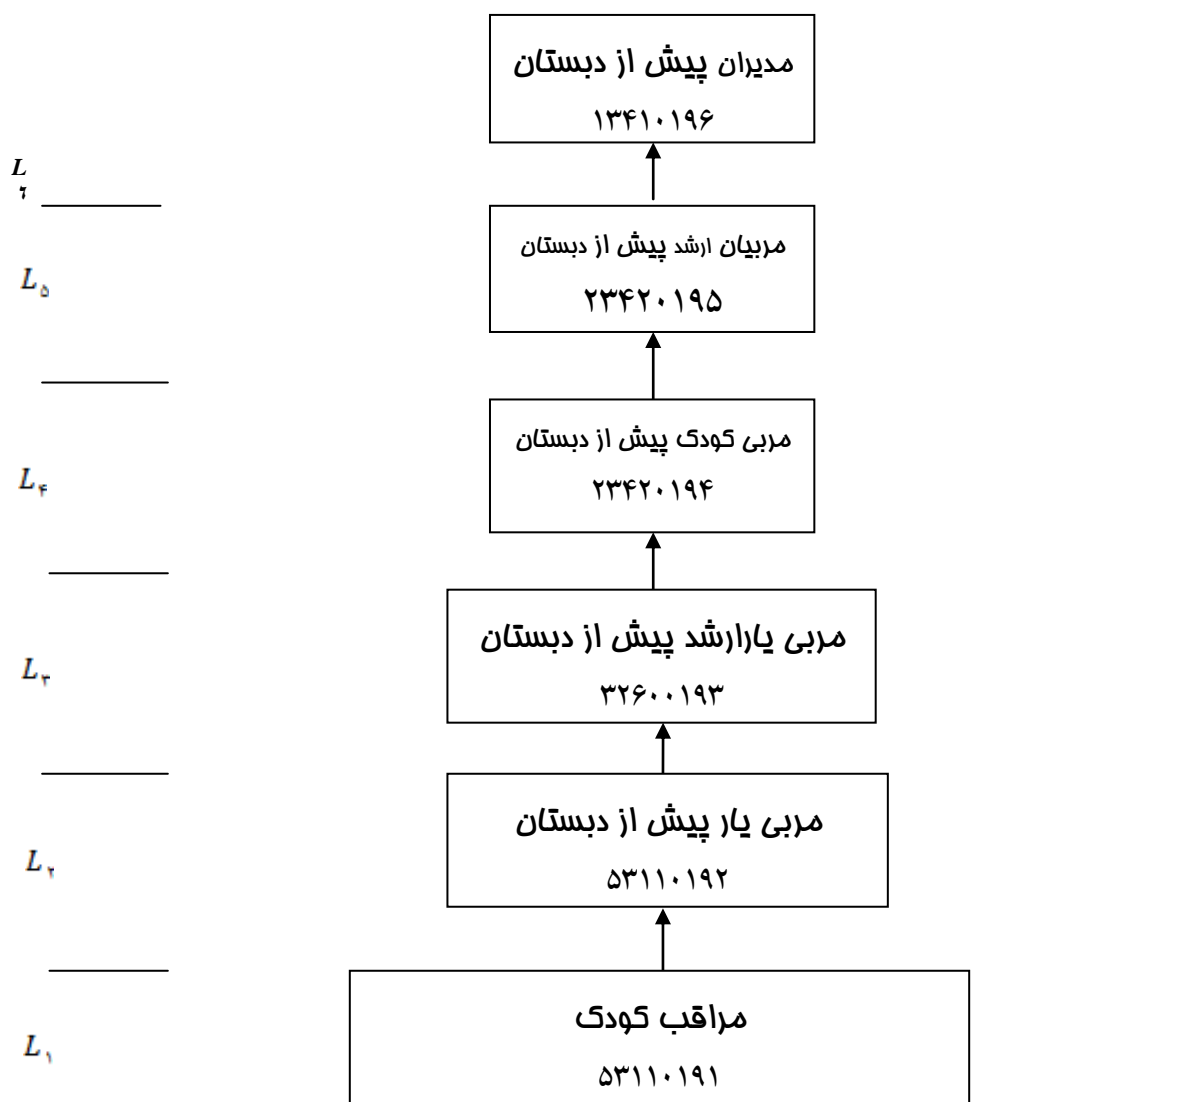 مدیران پیش از دبستان
۱۳۴۱۰۱۹۶
L
۶
مربیان ارشد پیش از دبستان
۲۳۴۲۰۱۹۵
L۵
مربی کودک پیش از دبستان
۲۳۴۲۰۱۹۴
L۴
مربی یارارشد پیش از دبستان
۳۲۶۰۰۱۹۳
L۳
مربی یار پیش از دبستان
۵۳۱۱۰۱۹۲
L۲
مراقب کودک
۵۳۱۱۰۱۹۱
L۱